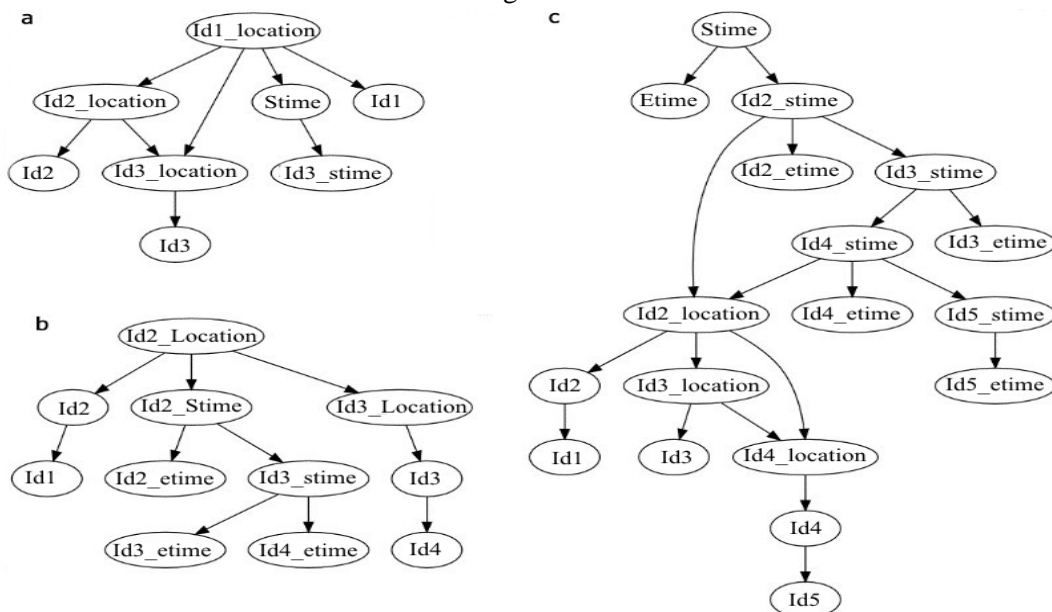 a
Id1_location
Id2_location Stime Id1
Id2 Id3_location Id3_stime
Id3
b
Id2_Location
Id2 Id2_Stime Id3_Location
Id1 Id2_etime Id3_stime Id3
Id3_etime Id4_etime Id4
c
Stime
Etime Id2_stime
Id2_etime Id3_stime
Id4_stime Id3_etime
Id2_location Id4_etime Id5_stime
Id2 Id3_location Id5_etime
Id1 Id3 Id4_location
Id4
Id5